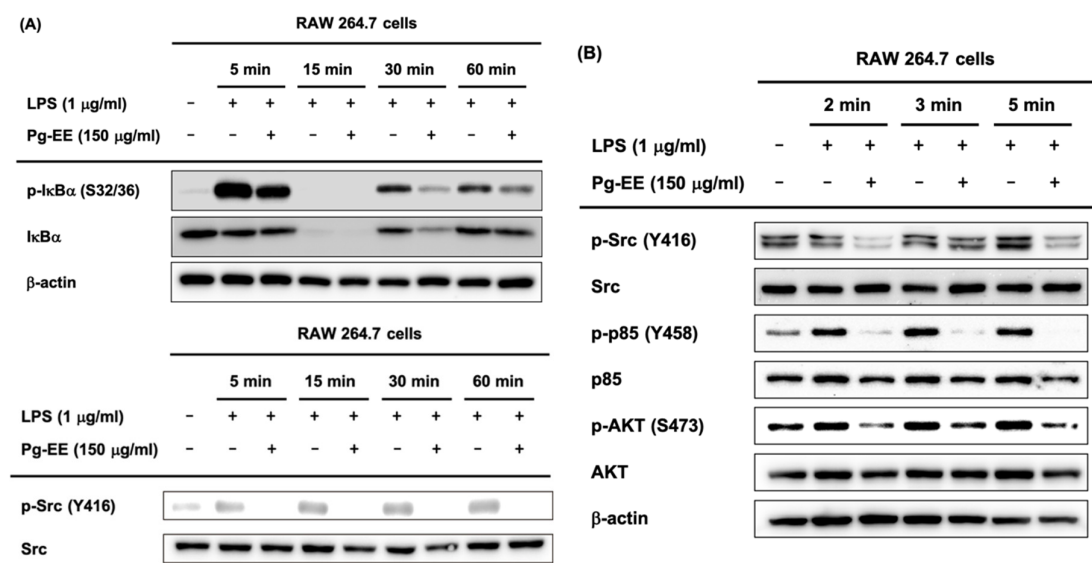 (A)
RAW 264.7 cells
5 min 15 min 30 min 60 min
LPS (1 μg/ml) – + + + + + + + +
Pg-EE (150 μg/ml) – – + – + – + – +
p-IκBα (S32/36)
IκBα
β-actin
RAW 264.7 cells
5 min 15 min 30 min 60 min
LPS (1 μg/ml) – + + + + + + + +
Pg-EE (150 μg/ml) – – + – + – + – +
p-Src (Y416)
Src
(B)
RAW 264.7 cells
2 min 3 min 5 min
LPS (1 μg/ml) – + + + + + +
Pg-EE (150 μg/ml) – – + – + – +
p-Src (Y416)
Src
p-p85 (Y458)
p85
p-AKT (S473)
AKT
β-actin